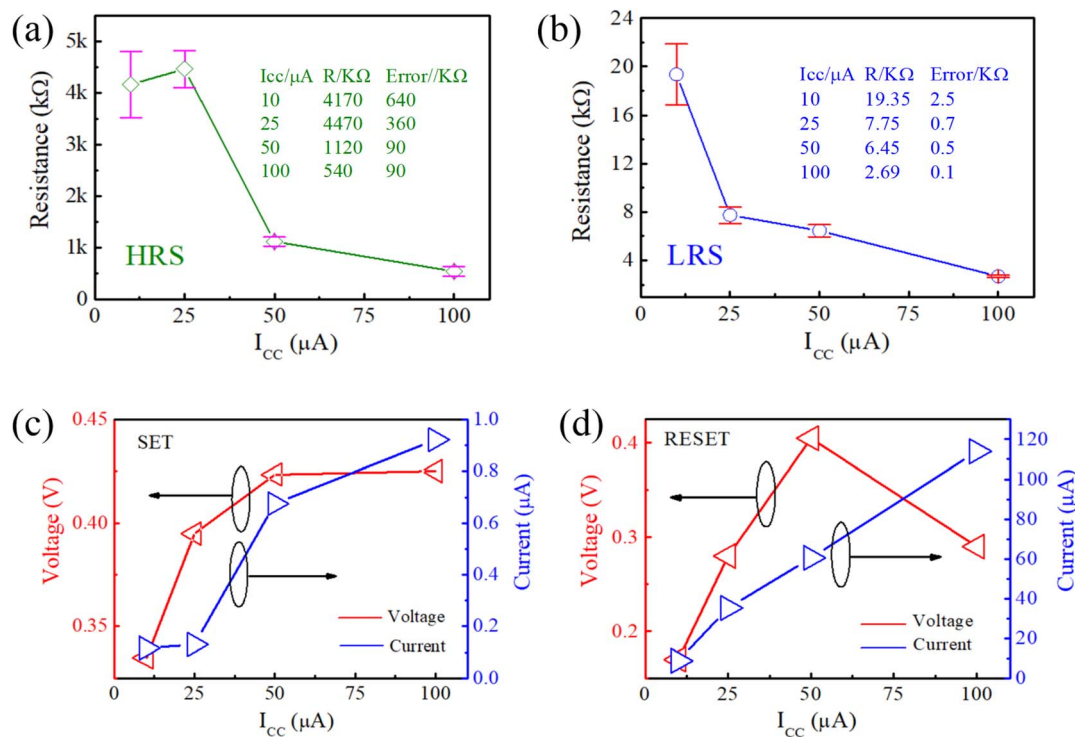 (a)
Resistance (kΩ)
5k
4k
3k
2k
1k
0
Icc/μA R/KΩ Error//KΩ
10 4170 640
25 4470 360
50 1120 90
100 540 90
HRS
0 25 50 75 100
I_CC (μA)
(b)
Resistance (kΩ)
24
20
16
12
8
4
Icc/μA R/KΩ Error/KΩ
10 19.35 2.5
25 7.75 0.7
50 6.45 0.5
100 2.69 0.1
LRS
0 25 50 75 100
I_CC (μA)
(c)
Voltage (V)
0.45
0.40
0.35
SET
Voltage
Current
1.0
0.8
0.6
0.4
0.2
0.0
Current (μA)
0 25 50 75 100
I_CC (μA)
(d)
Voltage (V)
0.4
0.3
0.2
RESET
Voltage
Current
120
100
80
60
40
20
0
Current (μA)
0 25 50 75 100
I_CC (μA)